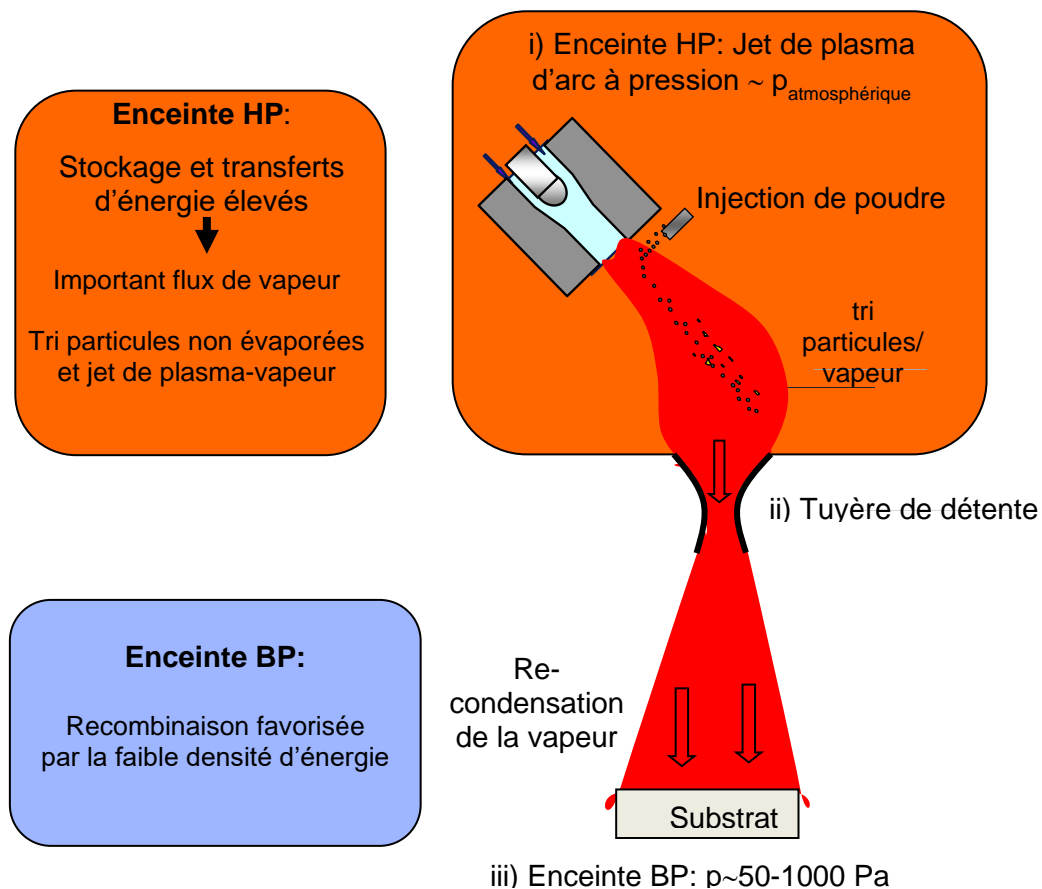 i) Enceinte HP: Jet de plasma
d'arc à pression ~ patmosphérique
Enceinte HP:
Stockage et transferts
d'énergie élevés
Important flux de vapeur
Tri particules non évaporées
et jet de plasma-vapeur
Injection de poudre
tri
particules/
vapeur
ii) Tuyère de détente
Enceinte BP:
Recombinaison favorisée
par la faible densité d'énergie
Re-
condensation
de la vapeur
Substrat
iii) Enceinte BP: p~50-1000 Pa